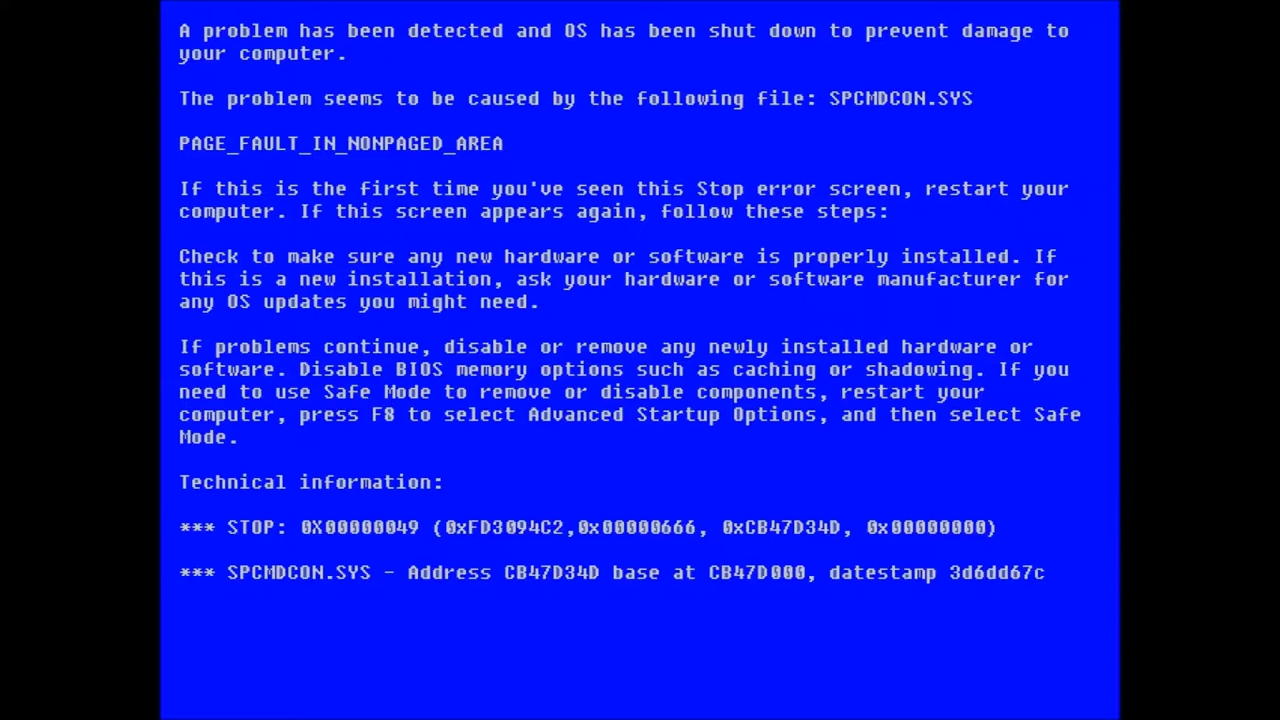 A problem has been detected and OS has been shut down to prevent damage to
your computer.
The problem seems to be caused by the following file: SPCMDCON.SYS
PAGE_FAULT_IN_NONPAGED_AREA
If this is the first time you've seen this Stop error screen, restart your
computer. If this screen appears again, follow these steps:
Check to make sure any new hardware or software is properly installed. If
this is a new installation, ask your hardware or software manufacturer for
any OS updates you might need.
If problems continue, disable or remove any newly installed hardware or
software. Disable BIOS memory options such as caching or shadowing. If you
need to use Safe Mode to remove or disable components, restart your
computer, press F8 to select Advanced Startup Options, and then select Safe
Mode.
Technical information:
*** STOP: 0X00000049 (0xFD3094C2,0x00000666, 0xCB47D34D, 0x00000000)
*** SPCMDCON.SYS - Address CB47D34D base at CB47D000, datestamp 3d6dd67c